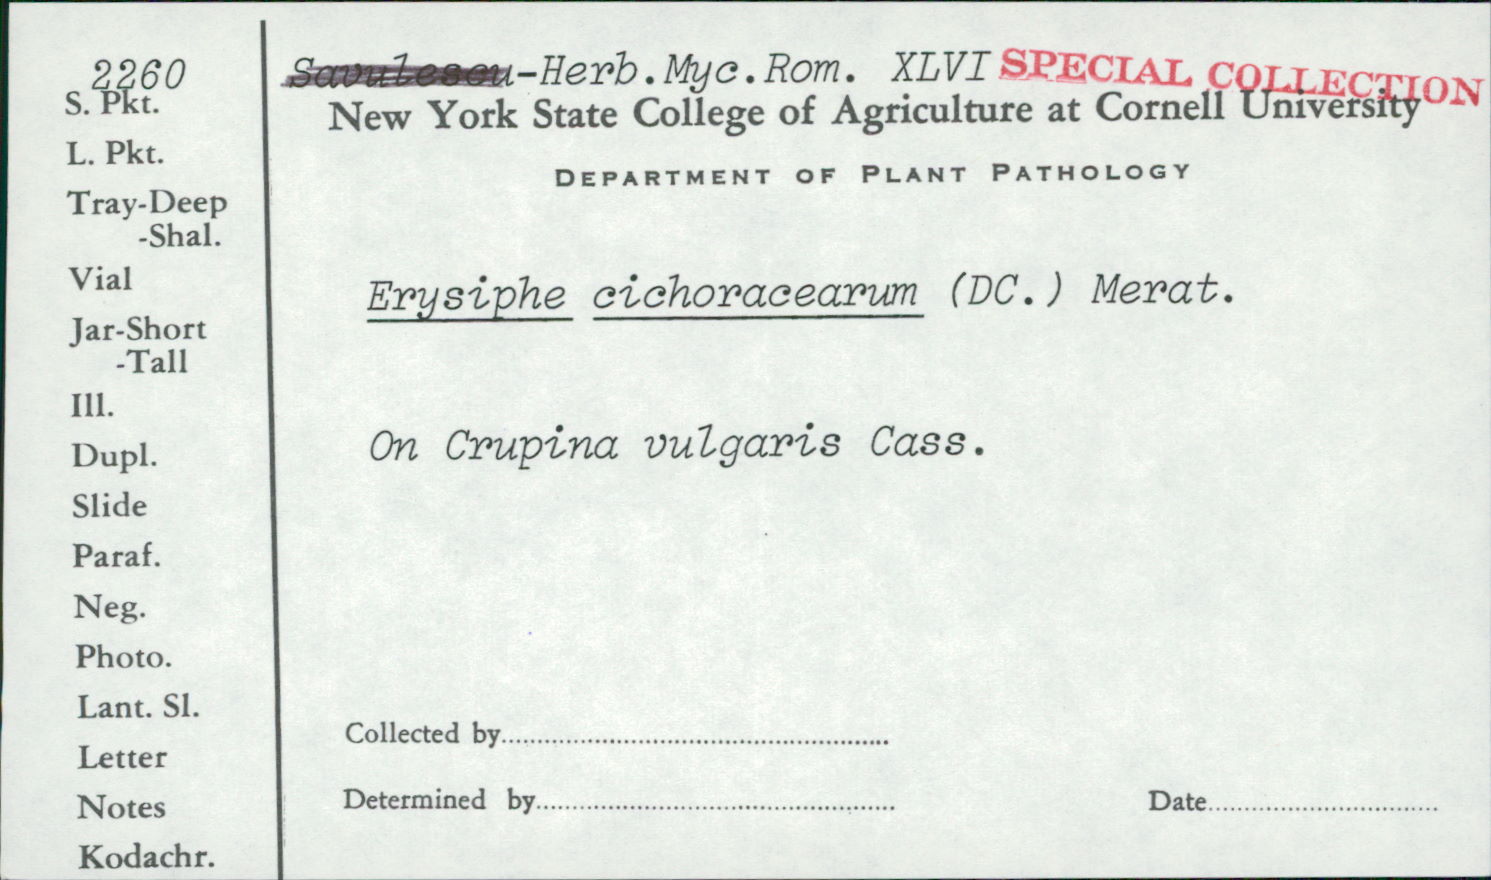 2260
Savulescu-Herb.Myc.Rom. XLVI SPECIAL COLLECTION
New York State College of Agriculture at Cornell University
DEPARTMENT OF PLANT PATHOLOGY
S. Pkt.
L. Pkt.
Tray-Deep
-Shal.
Vial
Jar-Short
-Tall
Ill.
Dupl.
Slide
Paraf.
Neg.
Photo.
Lant. Sl.
Letter
Notes
Kodachr.
Erysiphe cichoracearum (DC.) Merat.
On Crupina vulgaris Cass.
Collected by
Determined by
Date